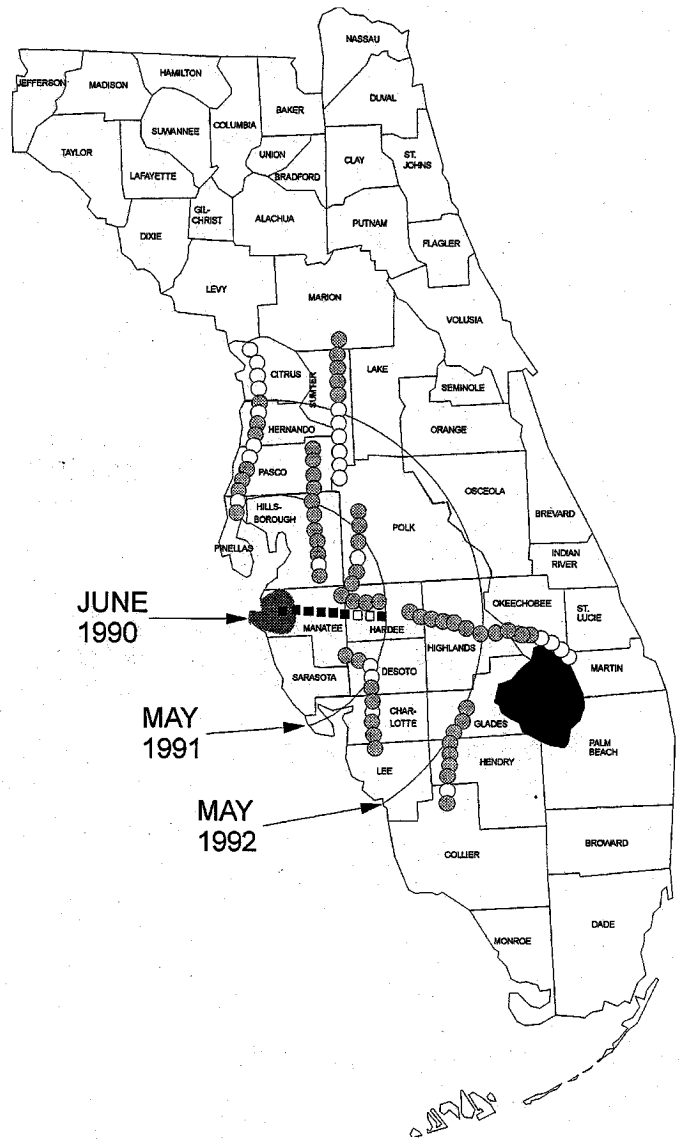 NASSAU
JEFFERSON
MADISON
HAMILTON
COLUMBIA
BAKER
DUVAL
TAYLOR
SUWANNEE
LAFAYETTE
UNION
BRADFORD
CLAY
ST.
JOHNS
DIXIE
GIL-
CHRIST
ALACHUA
PUTNAM
FLAGLER
LEVY
MARION
VOLUSIA
CITRUS
SUMTER
LAKE
SEMINOLE
HERNANDO
ORANGE
PASCO
OSCEOLA
BREVARD
HILLS-
BOROUGH
POLK
PINELLAS
INDIAN
RIVER
JUNE
1990
MANATEE
HARDEE
HIGHLANDS
OKEECHOBEE
ST.
LUCIE
SARASOTA
DESOTO
MARTIN
MAY
1991
CHAR-
LOTTE
GLADES
PALM
BEACH
LEE
HENDRY
MAY
1992
COLLIER
BROWARD
MONROE
DADE